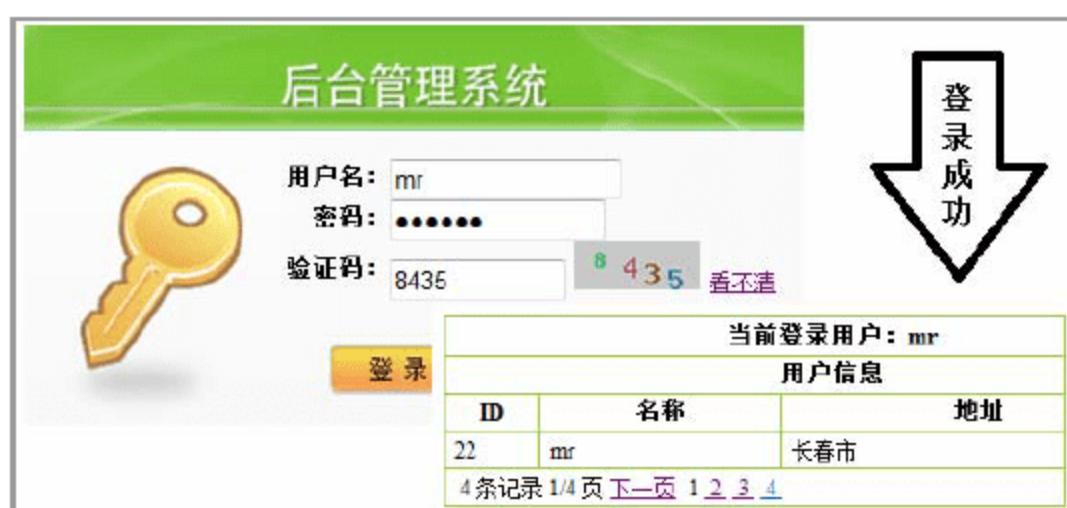 后台管理系统
用户名： mr
密码： ●●●●●●
验证码： 8435 8435 看不清
登 录
登录成功
当前登录用户：mr
用户信息
ID 名称 地址
22 mr 长春市
4 条记录 1/4 页 下一页 1 2 3 4